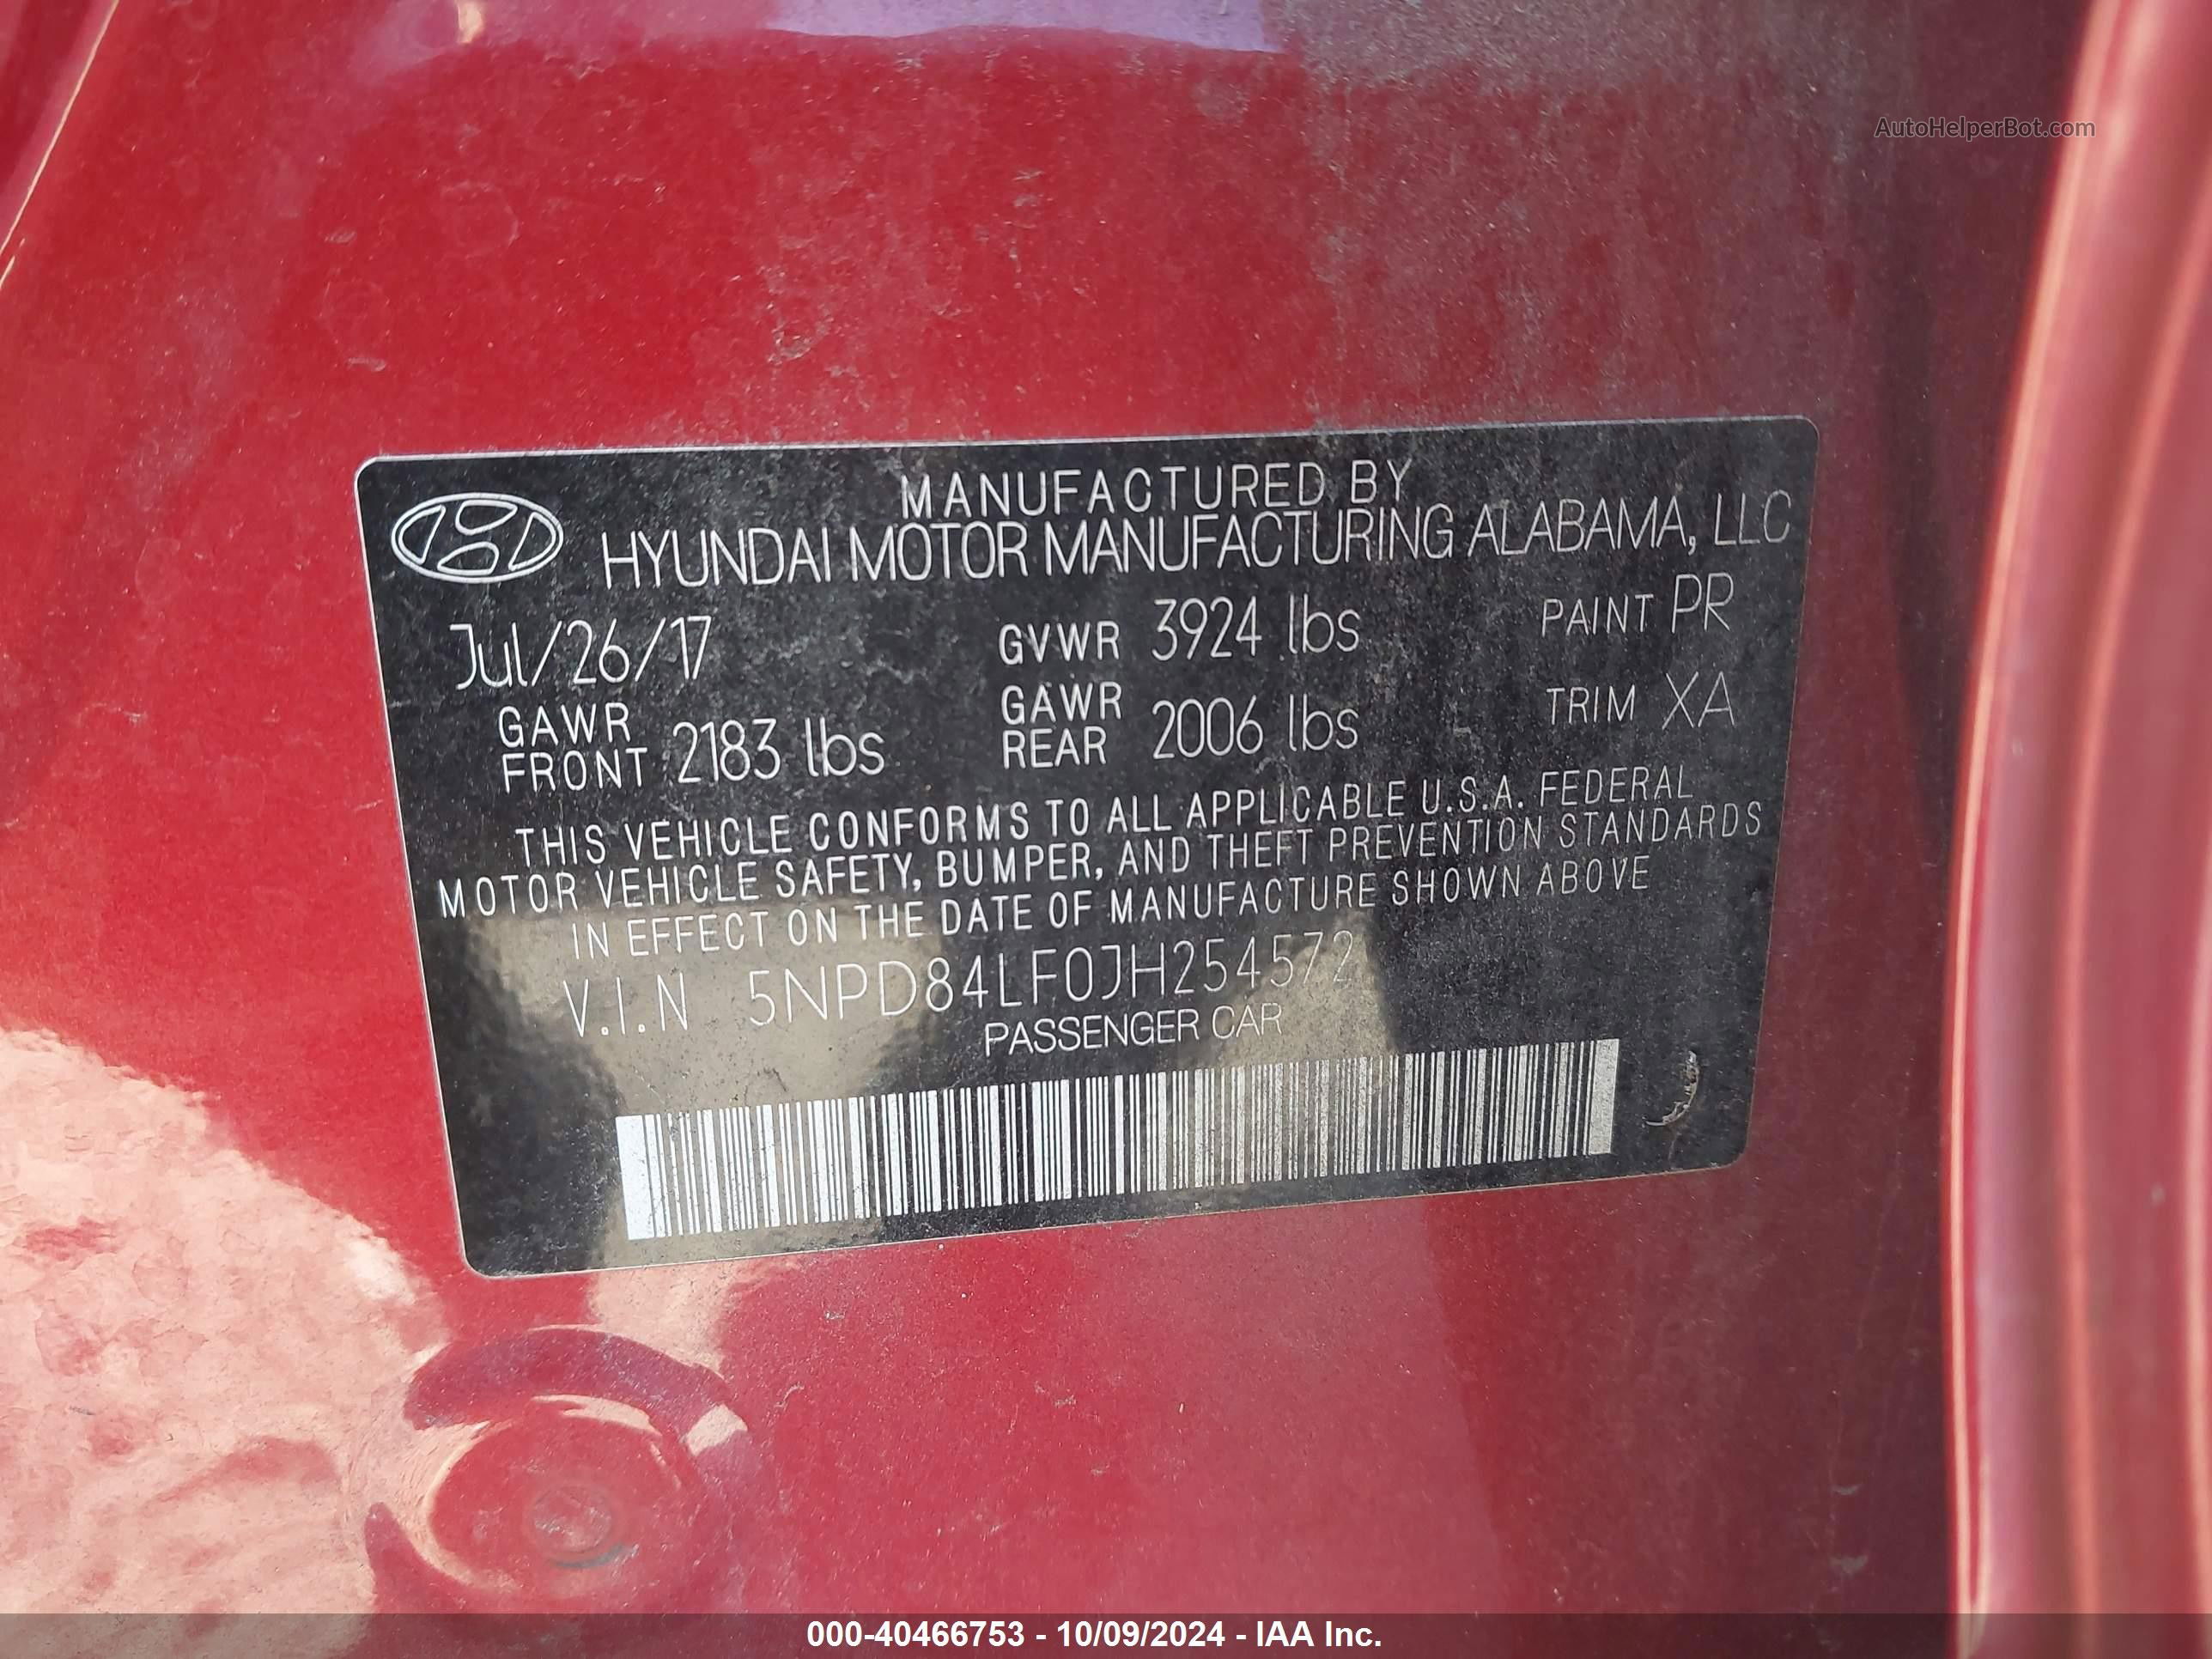 AutoHelperBot.com
MANUFACTURED BY
HYUNDAI MOTOR MANUFACTURING ALABAMA, LLC
Jul/26/17 GVWR 3924 lbs PAINT PR
GAWR FRONT 2183 lbs GAWR REAR 2006 lbs TRIM XA
THIS VEHICLE CONFORMS TO ALL APPLICABLE U.S.A. FEDERAL
MOTOR VEHICLE SAFETY, BUMPER, AND THEFT PREVENTION STANDARDS
IN EFFECT ON THE DATE OF MANUFACTURE SHOWN ABOVE
V.I.N 5NPD84LF0JH254572
PASSENGER CAR
000-40466753 - 10/09/2024 - IAA Inc.